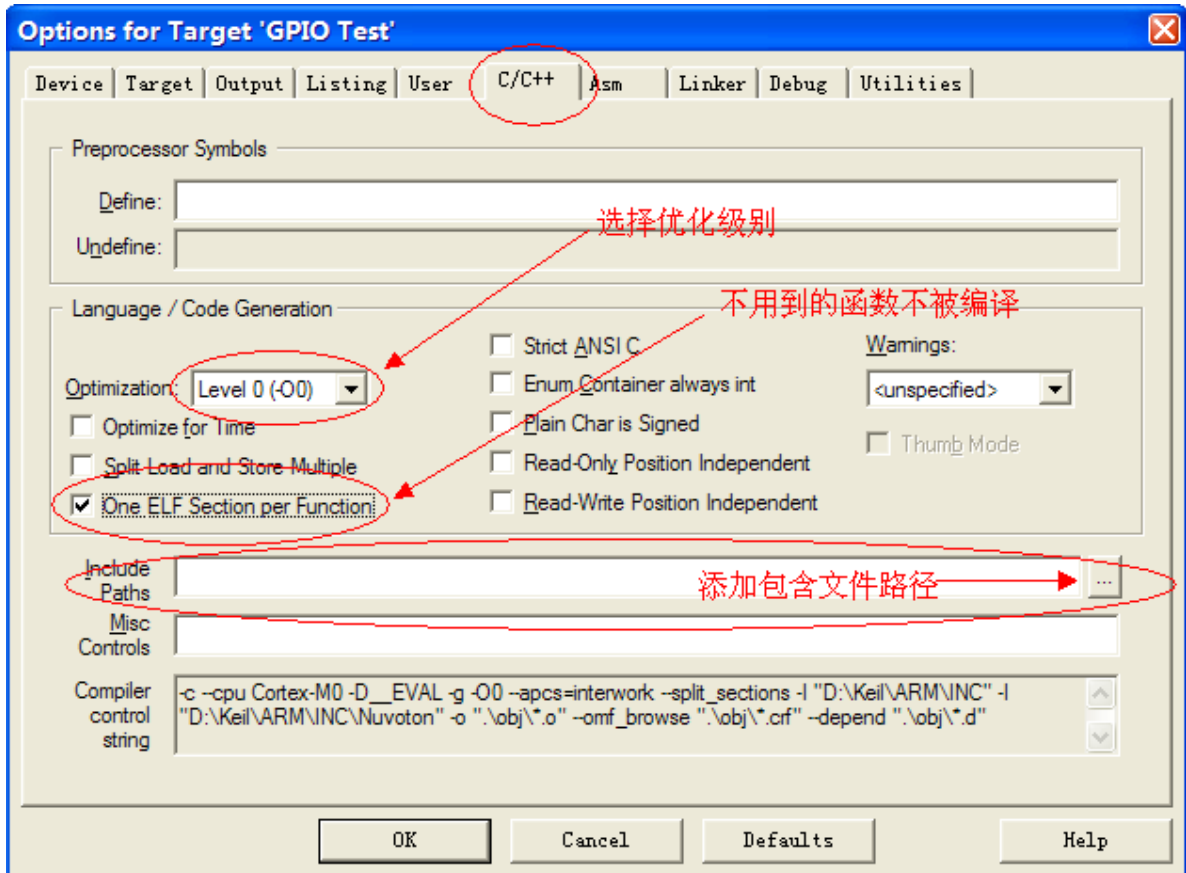 Options for Target 'GPIO Test'
Device Target Output Listing User C/C++ Asm Linker Debug Utilities
Preprocessor Symbols
Define:
选择优化级别
Undefine:
Language / Code Generation
不用到的函数不被编译
Strict ANSI C
Warnings:
Optimization: Level 0 (-O0)
Enum Container always int
<unspecified>
Optimize for Time
Plain Char is Signed
Thumb Mode
Split Load and Store Multiple
Read-Only Position Independent
One ELF Section per Function
Read-Write Position Independent
Include
Paths
添加包含文件路径
...
Misc
Controls
Compiler
control
string
-c --cpu Cortex-M0 -D__EVAL -g -O0 --apcs=interwork --split_sections -I "D:\Keil\ARM\INC" -I
"D:\Keil\ARM\INC\Nuvoton" -o ".\obj\*.o" --omf_browse ".\obj\*.crf" --depend ".\obj\*.d"
OK Cancel Defaults Help